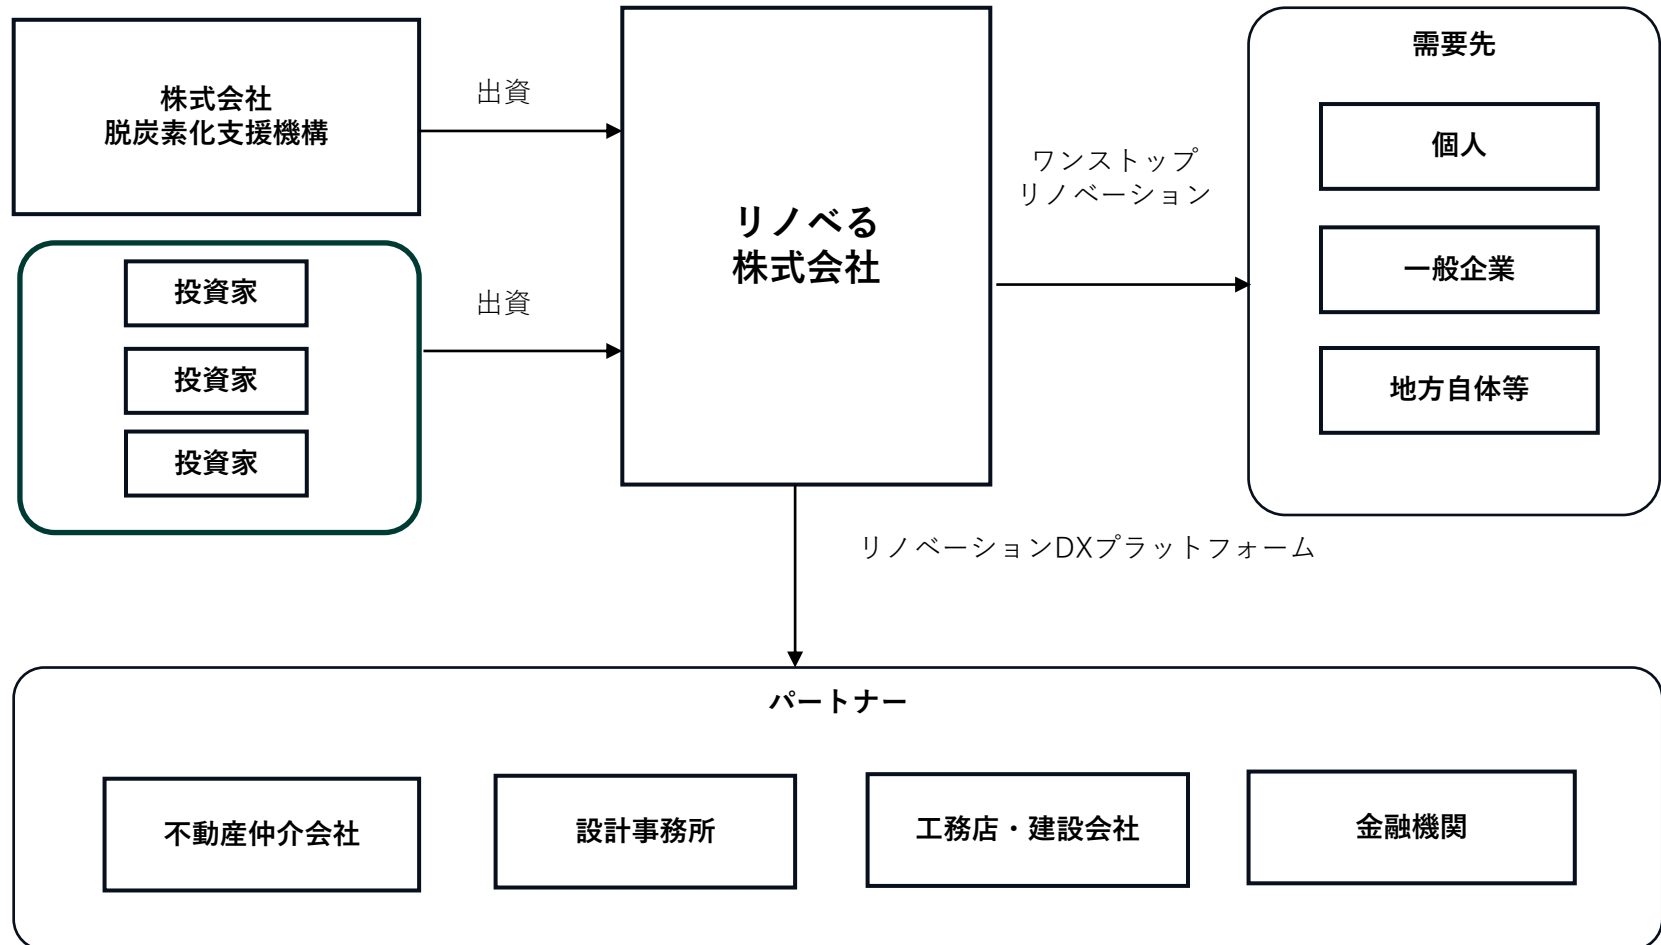 株式会社
脱炭素化支援機構
出資
投資家
投資家
投資家
出資
リノベる
株式会社
ワンストップ
リノベーション
需要先
個人
一般企業
地方自体等
リノベーションDXプラットフォーム
パートナー
不動産仲介会社
設計事務所
工務店・建設会社
金融機関